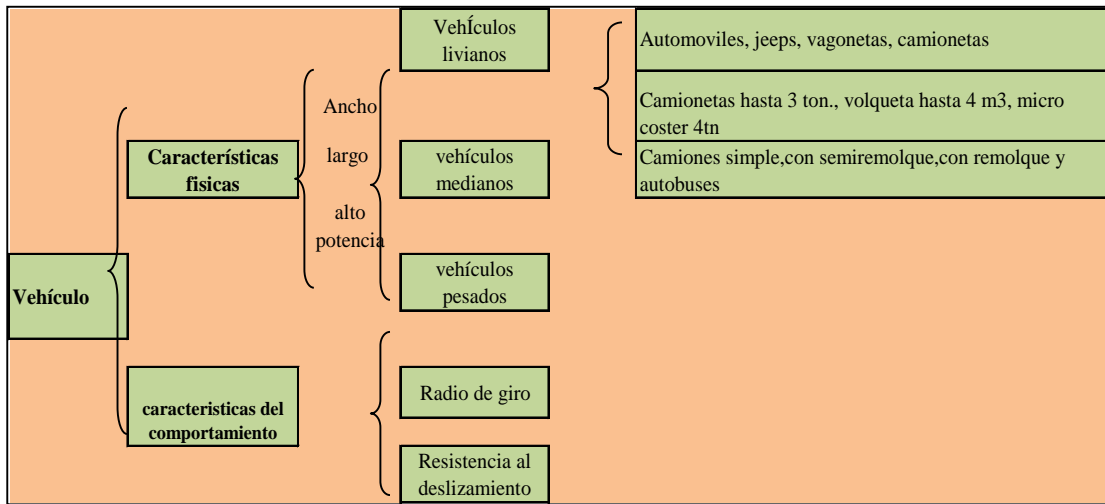 VehÍculos
livianos
Automoviles, jeeps, vagonetas, camionetas
Ancho
Camionetas hasta 3 ton., volqueta hasta 4 m3, micro
coster 4tn
Característícas
fisicas
largo
vehículos
medianos
Camiones simple,con semiremolque,con remolque y
autobuses
alto
potencia
Vehículo
vehículos
pesados
caracteristicas del
comportamiento
Radio de giro
Resistencia al
deslizamiento